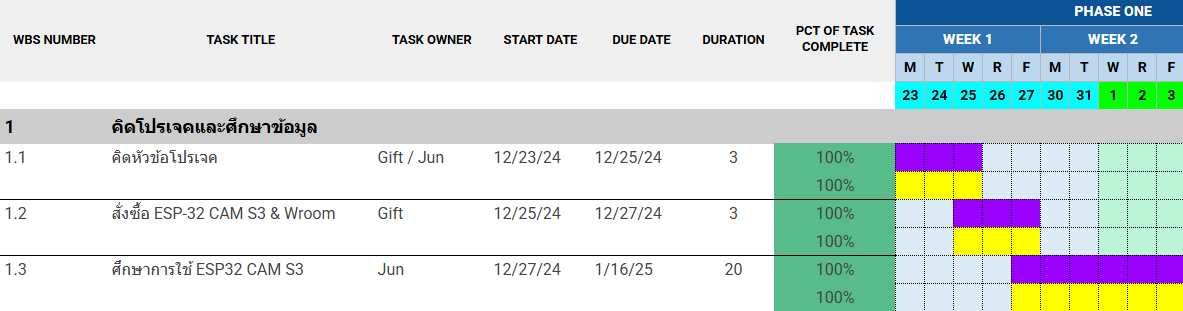 PHASE ONE
WBS NUMBER TASK TITLE TASK OWNER START DATE DUE DATE DURATION PCT OF TASK COMPLETE WEEK 1 WEEK 2
M T W R F M T W R F
23 24 25 26 27 30 31 1 2 3
1 คิดโปรเจคและศึกษาข้อมูล
1.1 คิดหัวข้อโปรเจค Gift / Jun 12/23/24 12/25/24 3 100%
100%
1.2 สั่งซื้อ ESP-32 CAM S3 & Wroom Gift 12/25/24 12/27/24 3 100%
100%
1.3 ศึกษาการใช้ ESP32 CAM S3 Jun 12/27/24 1/16/25 20 100%
100%